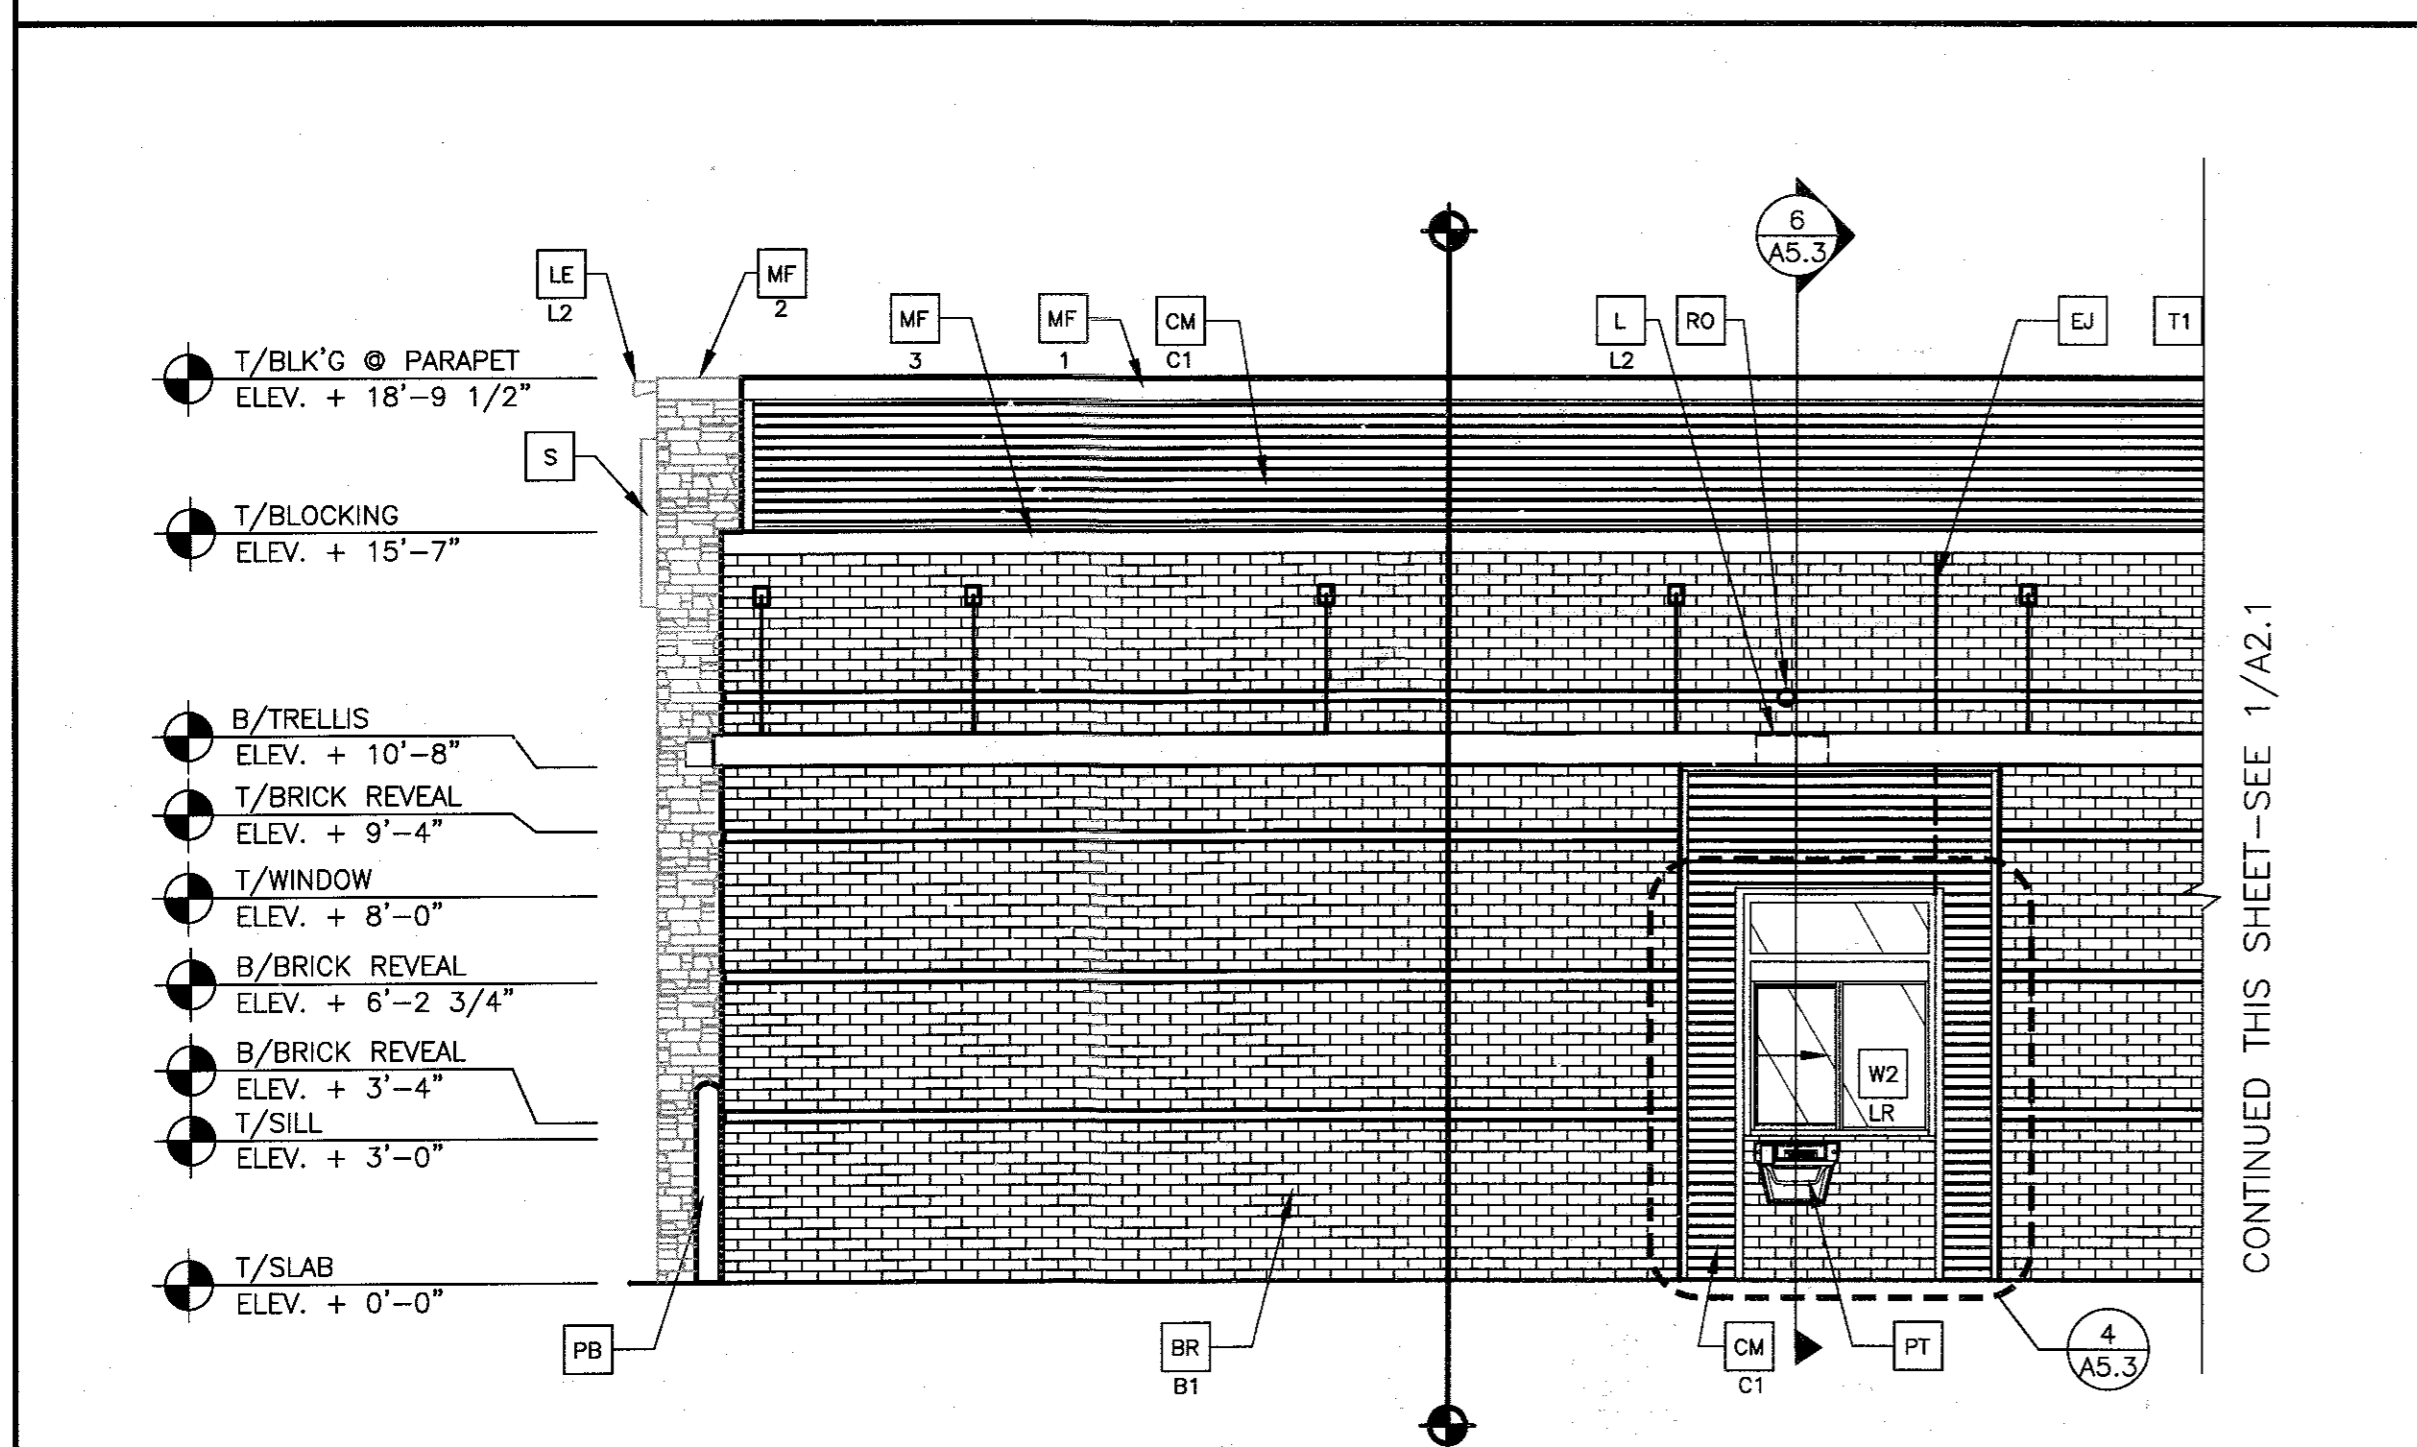 6
A5.3
LE
L2
MF
2
MF
3
MF
1
CM
C1
L
L2
RO
EJ
T1
T/BLK'G @ PARAPET
ELEV. + 18'-9 1/2"
S
T/BLOCKING
ELEV. + 15'-7"
B/TRELLIS
ELEV. + 10'-8"
T/BRICK REVEAL
ELEV. + 9'-4"
T/WINDOW
ELEV. + 8'-0"
B/BRICK REVEAL
ELEV. + 6'-2 3/4"
B/BRICK REVEAL
ELEV. + 3'-4"
T/SILL
ELEV. + 3'-0"
T/SLAB
ELEV. + 0'-0"
W2
LR
PB
BR
B1
CM
C1
PT
4
A5.3
CONTINUED THIS SHEET-SEE 1/A2.1